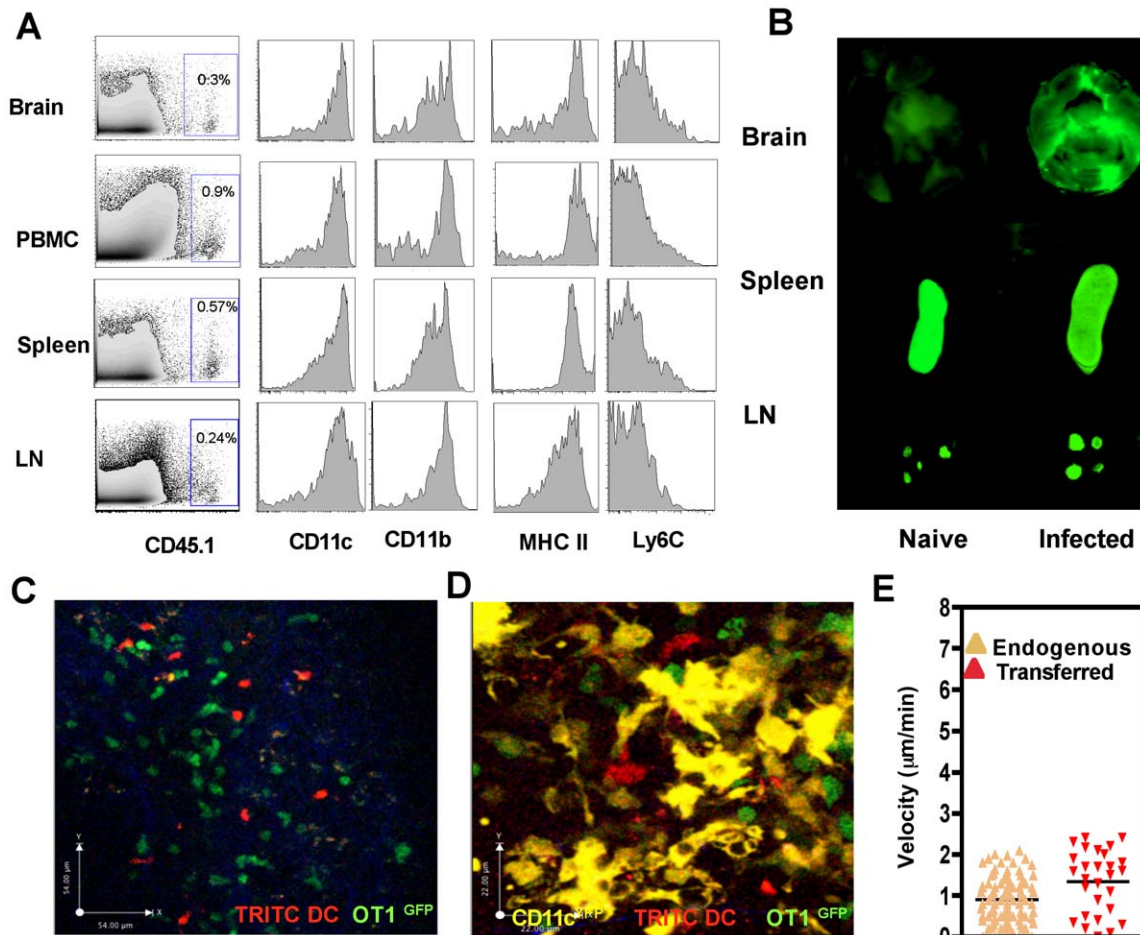 A
Brain
0.3%
PBMC
0.9%
Spleen
0.57%
LN
0.24%
CD45.1
CD11c
CD11b
MHC II
Ly6C
B
Brain
Spleen
LN
Naive
Infected
C
54.00 µm
Y
54.00 µm
X
TRITC DC
OT1 GFP
D
22.00 µm
Y
22.00 µm
CD11c
TRITC DC
OT1 GFP
E
Velocity (µm/min)
8
7
6
5
4
3
2
1
0
Endogenous
Transferred